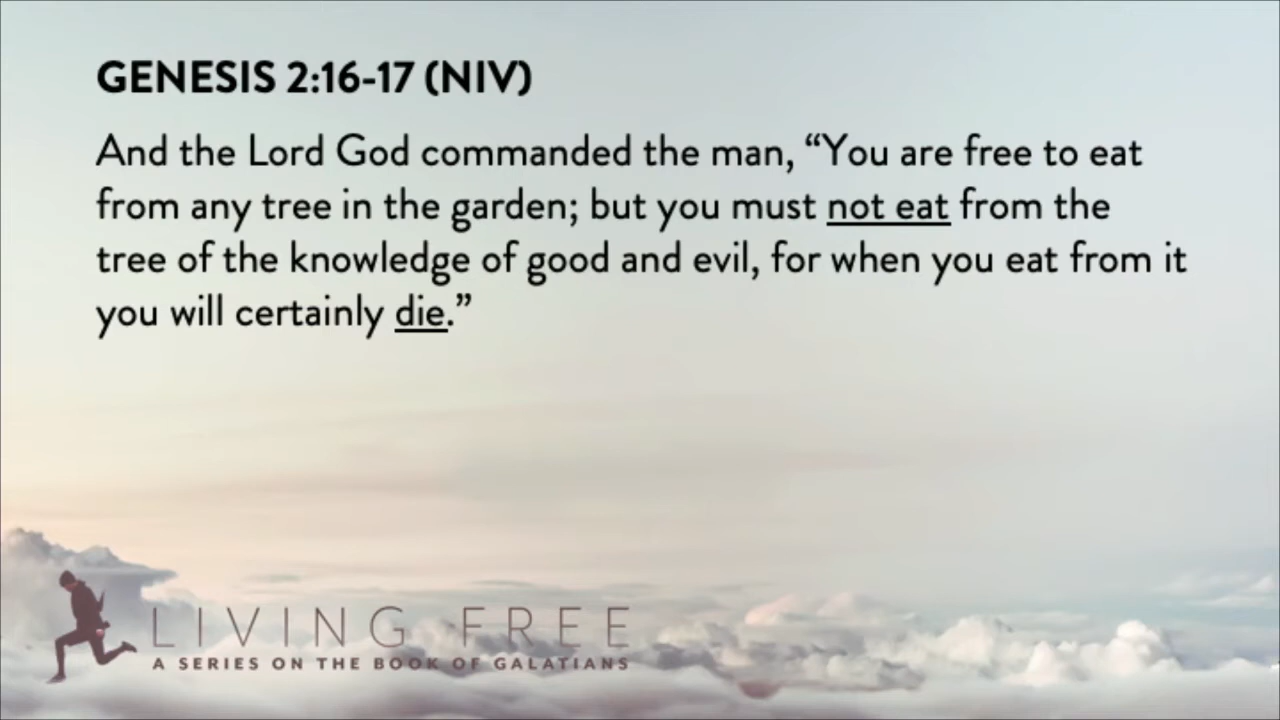 GENESIS 2:16-17 (NIV)
And the Lord God commanded the man, “You are free to eat
from any tree in the garden; but you must not eat from the
tree of the knowledge of good and evil, for when you eat from it
you will certainly die.”
LIVING FREE
A SERIES ON THE BOOK OF GALATIANS